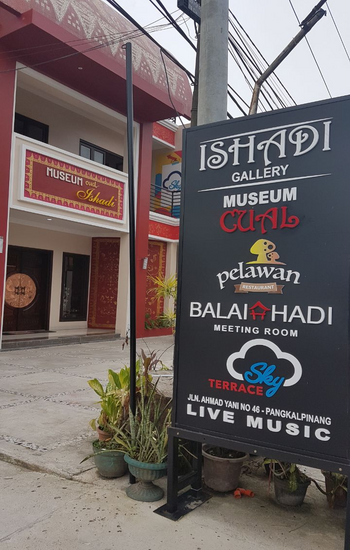 MUSEUM cual
Ishadi
Sky
ISHADI
GALLERY
MUSEUM
CUAL
pelawan
RESTAURANT
BALAI HADI
MEETING ROOM
Sky
TERRACE
JLN. AHMAD YANI NO 46 - PANGKALPINANG
LIVE MUSIC